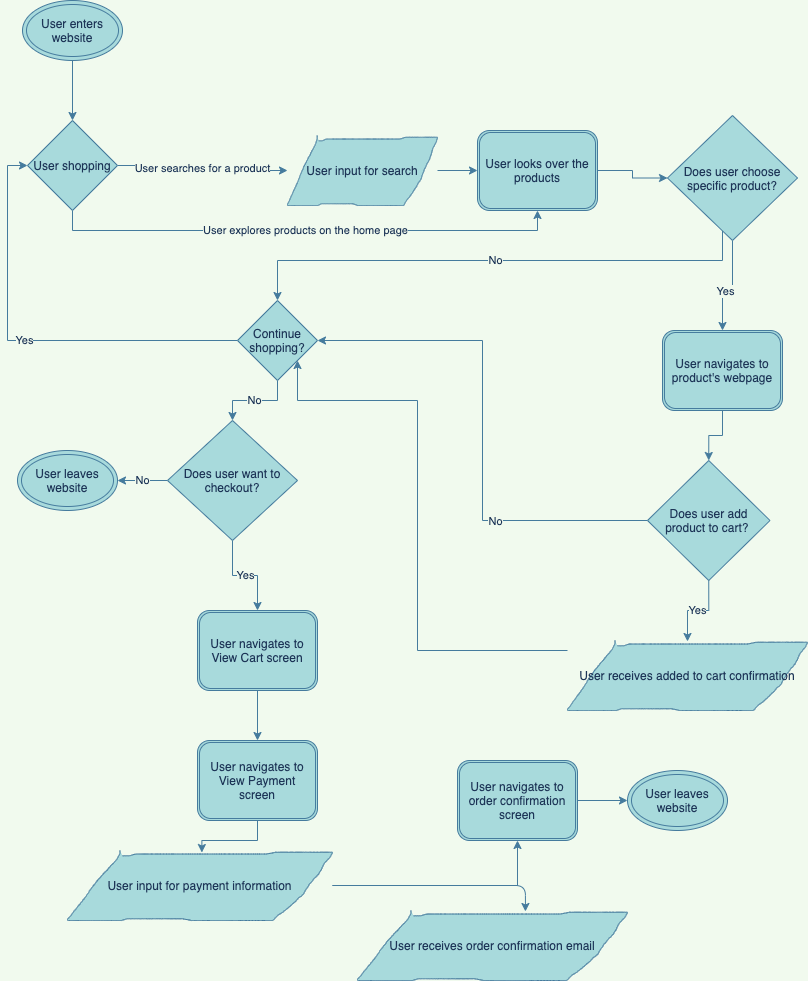 User enters
website
User shopping
User searches for a product
User input for search
User looks over the
products
Does user choose
specific product?
User explores products on the home page
No
Yes
Continue
shopping?
Yes
User navigates to
product's webpage
No
Does user want to
checkout?
No
User leaves
website
Does user add
product to cart?
No
Yes
Yes
User navigates to
View Cart screen
User receives added to cart confirmation
User navigates to
View Payment
screen
User navigates to
order confirmation
screen
User leaves
website
User input for payment information
User receives order confirmation email